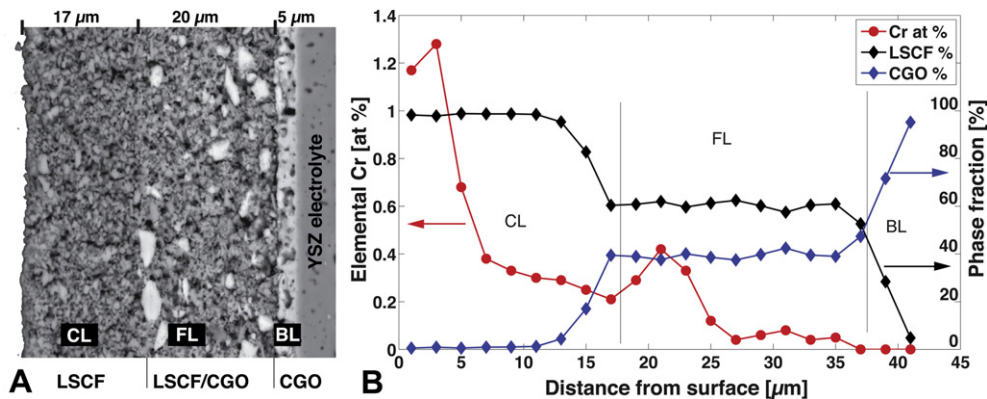 17 µm 20 µm 5 µm
YSZ electrolyte
CL FL BL
A LSCF LSCF/CGO CGO
Cr at %
LSCF %
CGO %
Elemental Cr [at %]
1.4
1.2
1
0.8
0.6
0.4
0.2
0
CL
FL
BL
100
80
60
40
20
0
Phase fraction [%]
0 5 10 15 20 25 30 35 40 45
B Distance from surface [µm]